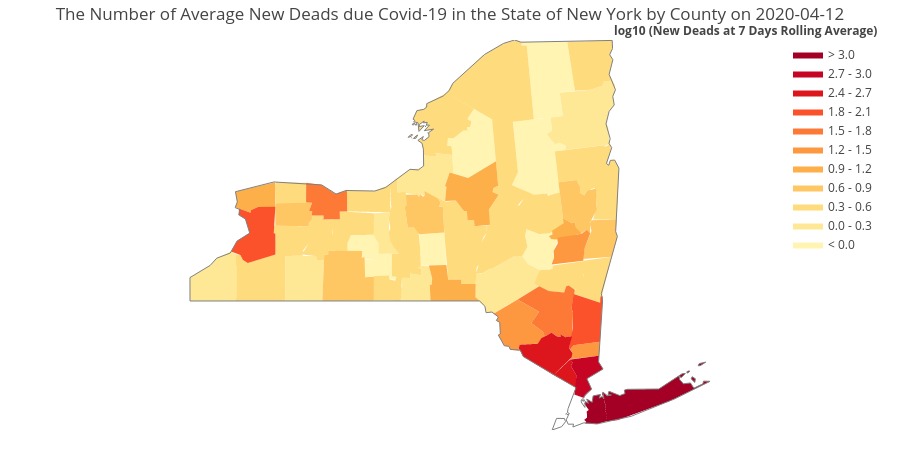 The Number of Average New Deads due Covid-19 in the State of New York by County on 2020-04-12
log10 (New Deads at 7 Days Rolling Average)
> 3.0
2.7 - 3.0
2.4 - 2.7
1.8 - 2.1
1.5 - 1.8
1.2 - 1.5
0.9 - 1.2
0.6 - 0.9
0.3 - 0.6
0.0 - 0.3
< 0.0